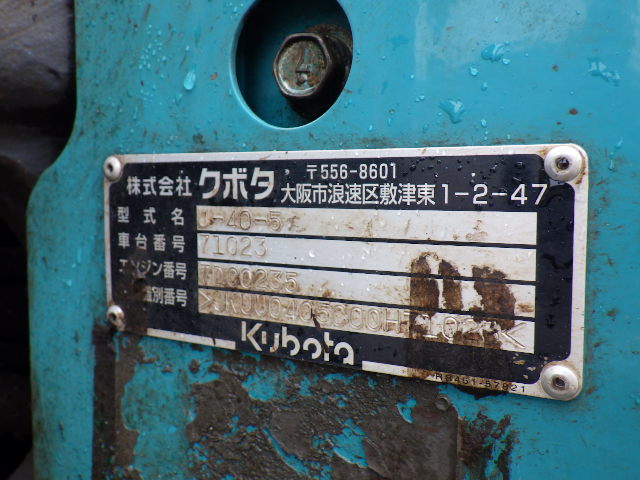 株式会社 クボタ 〒556-8601
大阪市浪速区敷津東1-2-47
型式名 U-40-5
車台番号 71023
エンジン番号
別番号
Kubota